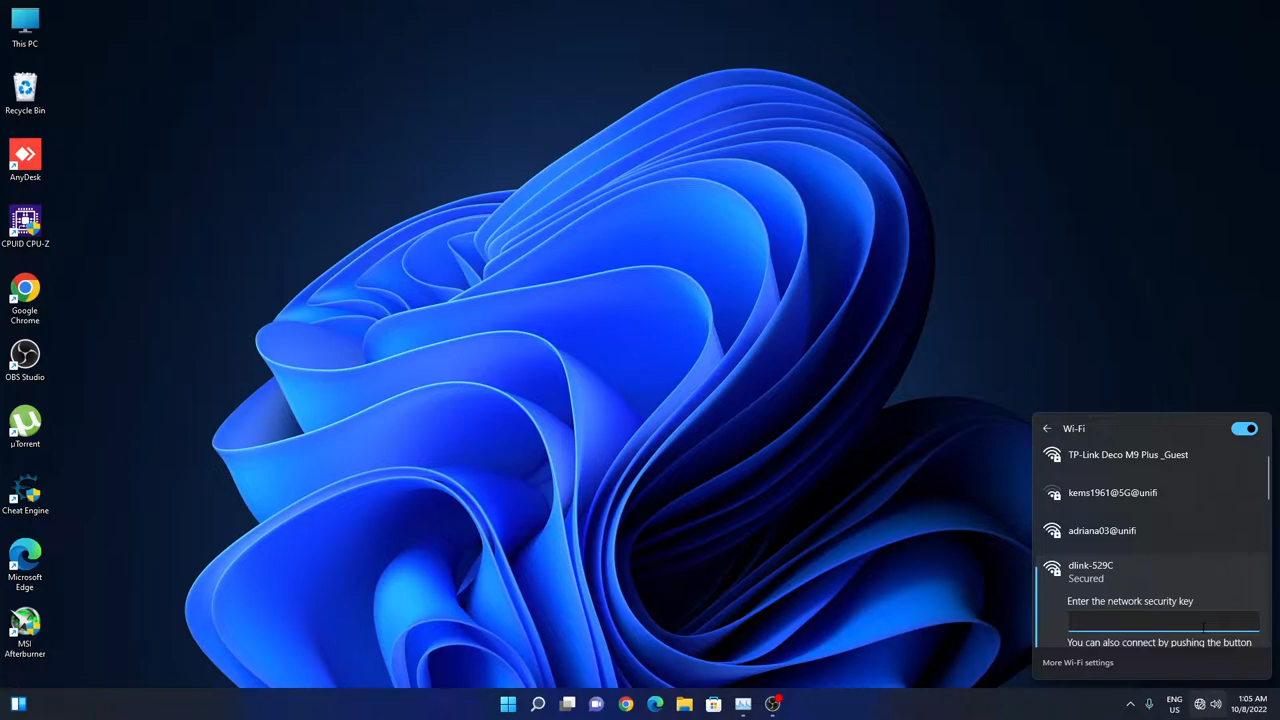 This PC
Recycle Bin
AnyDesk
CPUID CPU-Z
Google
Chrome
OBS Studio
µTorrent
Cheat Engine
Microsoft
Edge
MSI
Afterburner
Wi-Fi
TP-Link Deco M9 Plus _Guest
kems1961@5G@unifi
adriana03@unifi
dlink-529C
Secured
Enter the network security key
You can also connect by pushing the button
More Wi-Fi settings
ENG
US
1:05 AM
10/8/2022